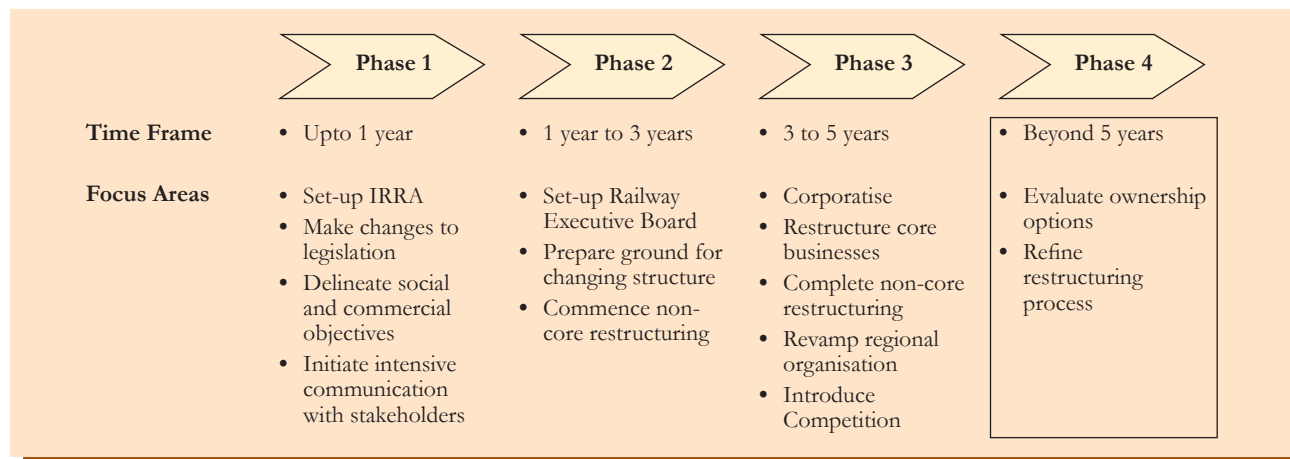 Phase 1
Phase 2
Phase 3
Phase 4
Time Frame
• Upto 1 year
• 1 year to 3 years
• 3 to 5 years
• Beyond 5 years
Focus Areas
• Set-up IRRA
• Make changes to
legislation
• Delineate social
and commercial
objectives
• Initiate intensive
communication
with stakeholders
• Set-up Railway
Executive Board
• Prepare ground for
changing structure
• Commence non-
core restructuring
• Corporatise
• Restructure core
businesses
• Complete non-core
restructuring
• Revamp regional
organisation
• Introduce
Competition
• Evaluate ownership
options
• Refine
restructuring
process